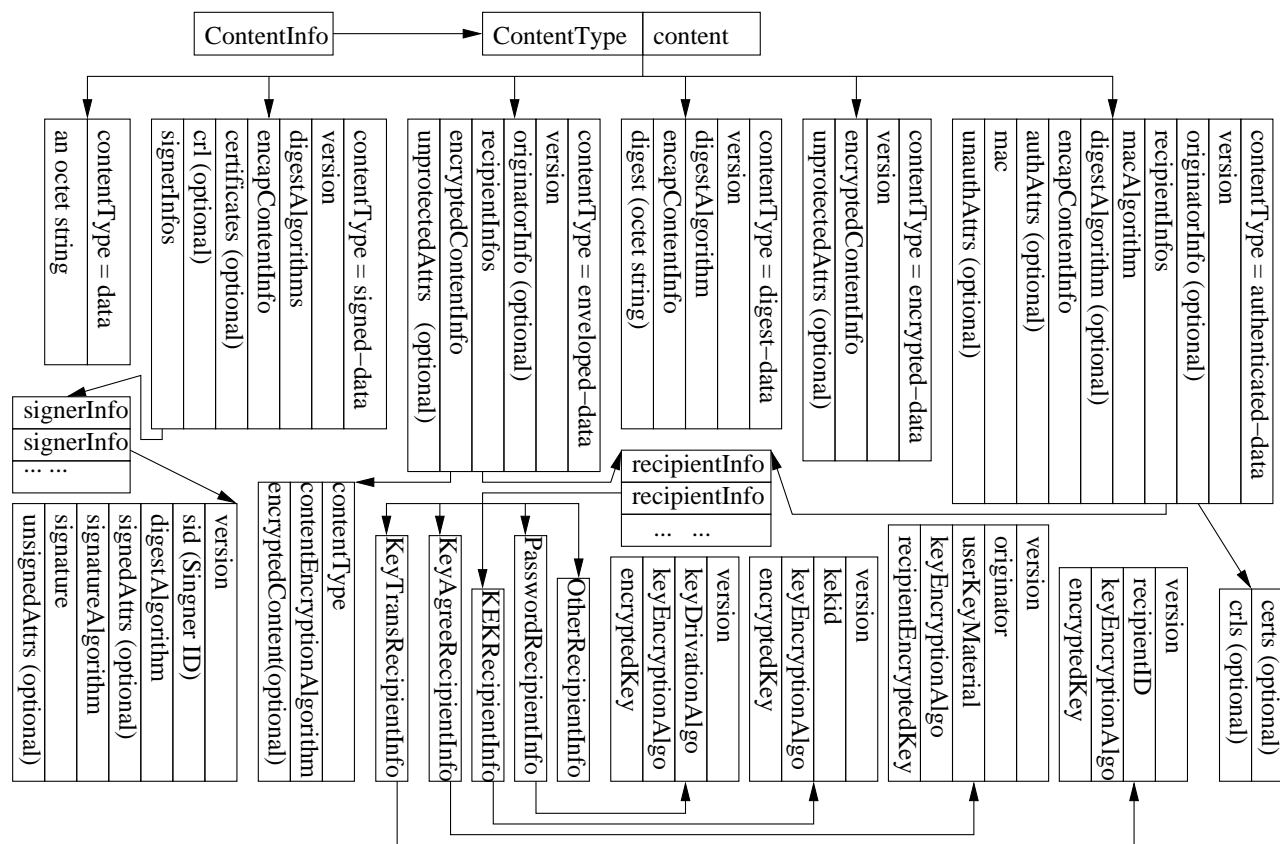 ContentInfo
ContentType
content
contentType = data
an octet string
contentType = signed−data
version
digestAlgorithms
encapContentInfo
certificates (optional)
crl (optional)
signerInfos
contentType = enveloped−data
version
originatorInfo (optional)
recipientInfos
encryptedContentInfo
unprotectedAttrs (optional)
contentType = digest−data
version
digestAlgorithm
encapContentInfo
digest (octet string)
contentType = encrypted−data
version
encryptedContentInfo
unprotectedAttrs (optional)
contentType = authenticated−data
version
originatorInfo (optional)
recipientInfos
macAlgorithm
digestAlgorithm (optional)
encapContentInfo
authAttrs (optional)
mac
unauthAttrs (optional)
signerInfo
signerInfo
... ...
recipientInfo
recipientInfo
... ...
version
sid (Singner ID)
digestAlgorithm
signedAttrs (optional)
signatureAlgorithm
signature
unsignedAttrs (optional)
contentType
contentEncryptionAlgorithm
encryptedContent(optional)
KeyTransRecipientInfo
KeyAgreeRecipientInfo
KEKRecipientInfo
PasswordRecipientInfo
OtherRecipientInfo
version
keyDrivationAlgo
keyEncryptionAlgo
encryptedKey
version
kekid
keyEncryptionAlgo
encryptedKey
version
originator
userKeyMaterial
keyEncryptionAlgo
recipientEncryptedKey
version
recipientID
keyEncryptionAlgo
encryptedKey
certs (optional)
crls (optional)